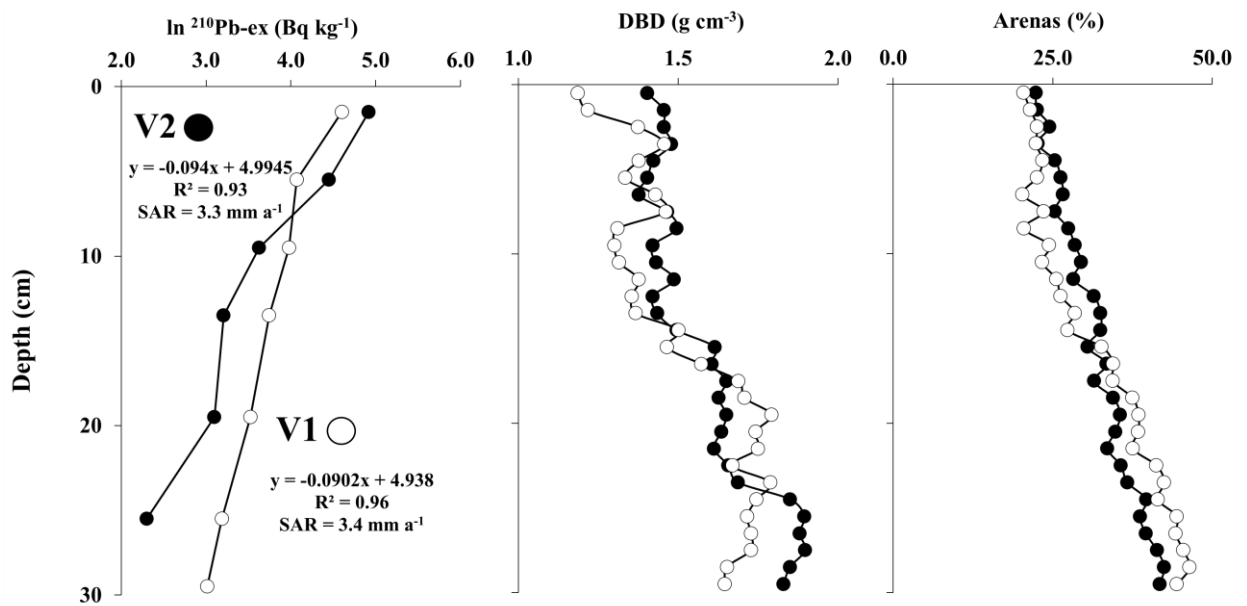 ln ²¹⁰Pb-ex (Bq kg⁻¹)
2.0 3.0 4.0 5.0 6.0
DBD (g cm⁻³)
1.0 1.5 2.0
Arenas (%)
0.0 25.0 50.0
Depth (cm)
0
10
20
30
V2
y = -0.094x + 4.9945
R² = 0.93
SAR = 3.3 mm a⁻¹
V1
y = -0.0902x + 4.938
R² = 0.96
SAR = 3.4 mm a⁻¹